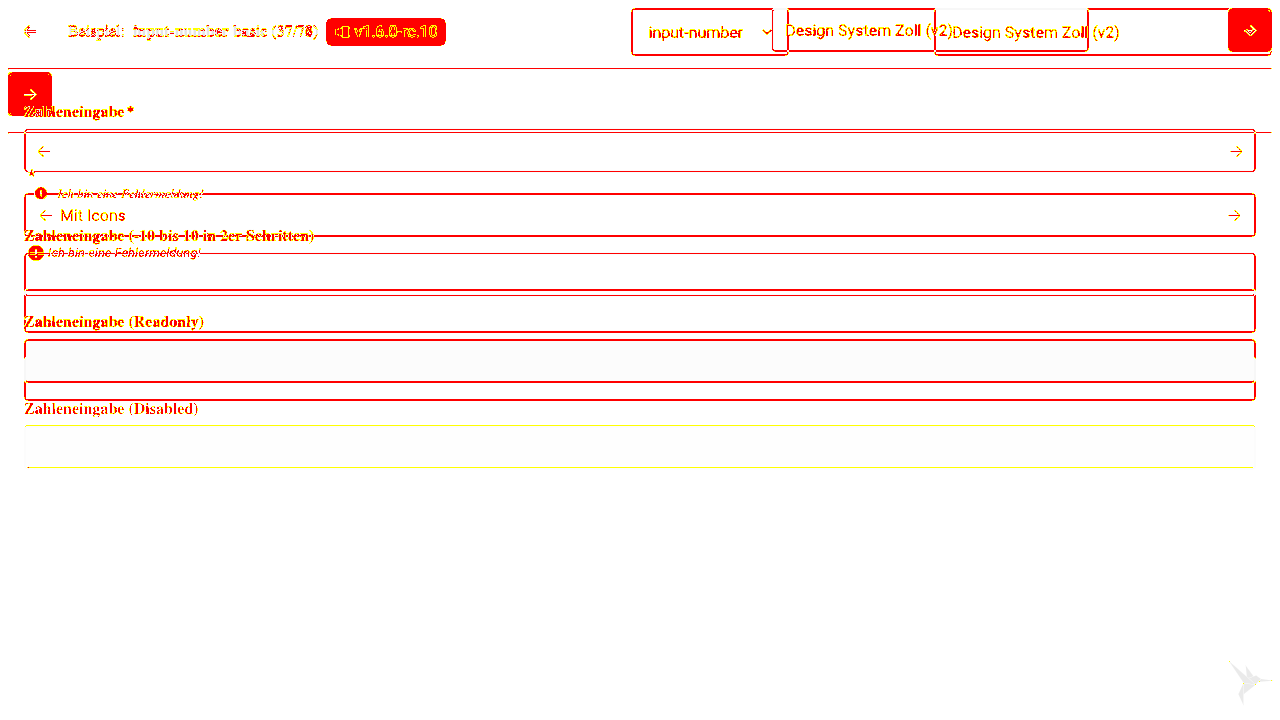 Beispiel: input-number basic (37/78) v1.6.0-rc.10 input-number Design System Zoll (v2) Design System Zoll (v2)
Zahleneingabe *
*
Ich bin eine Fehlermeldung!
Mit Icons
Zahleneingabe (-10 bis 10 in 2er Schritten)
Ich bin eine Fehlermeldung!
Zahleneingabe (Readonly)
Zahleneingabe (Disabled)